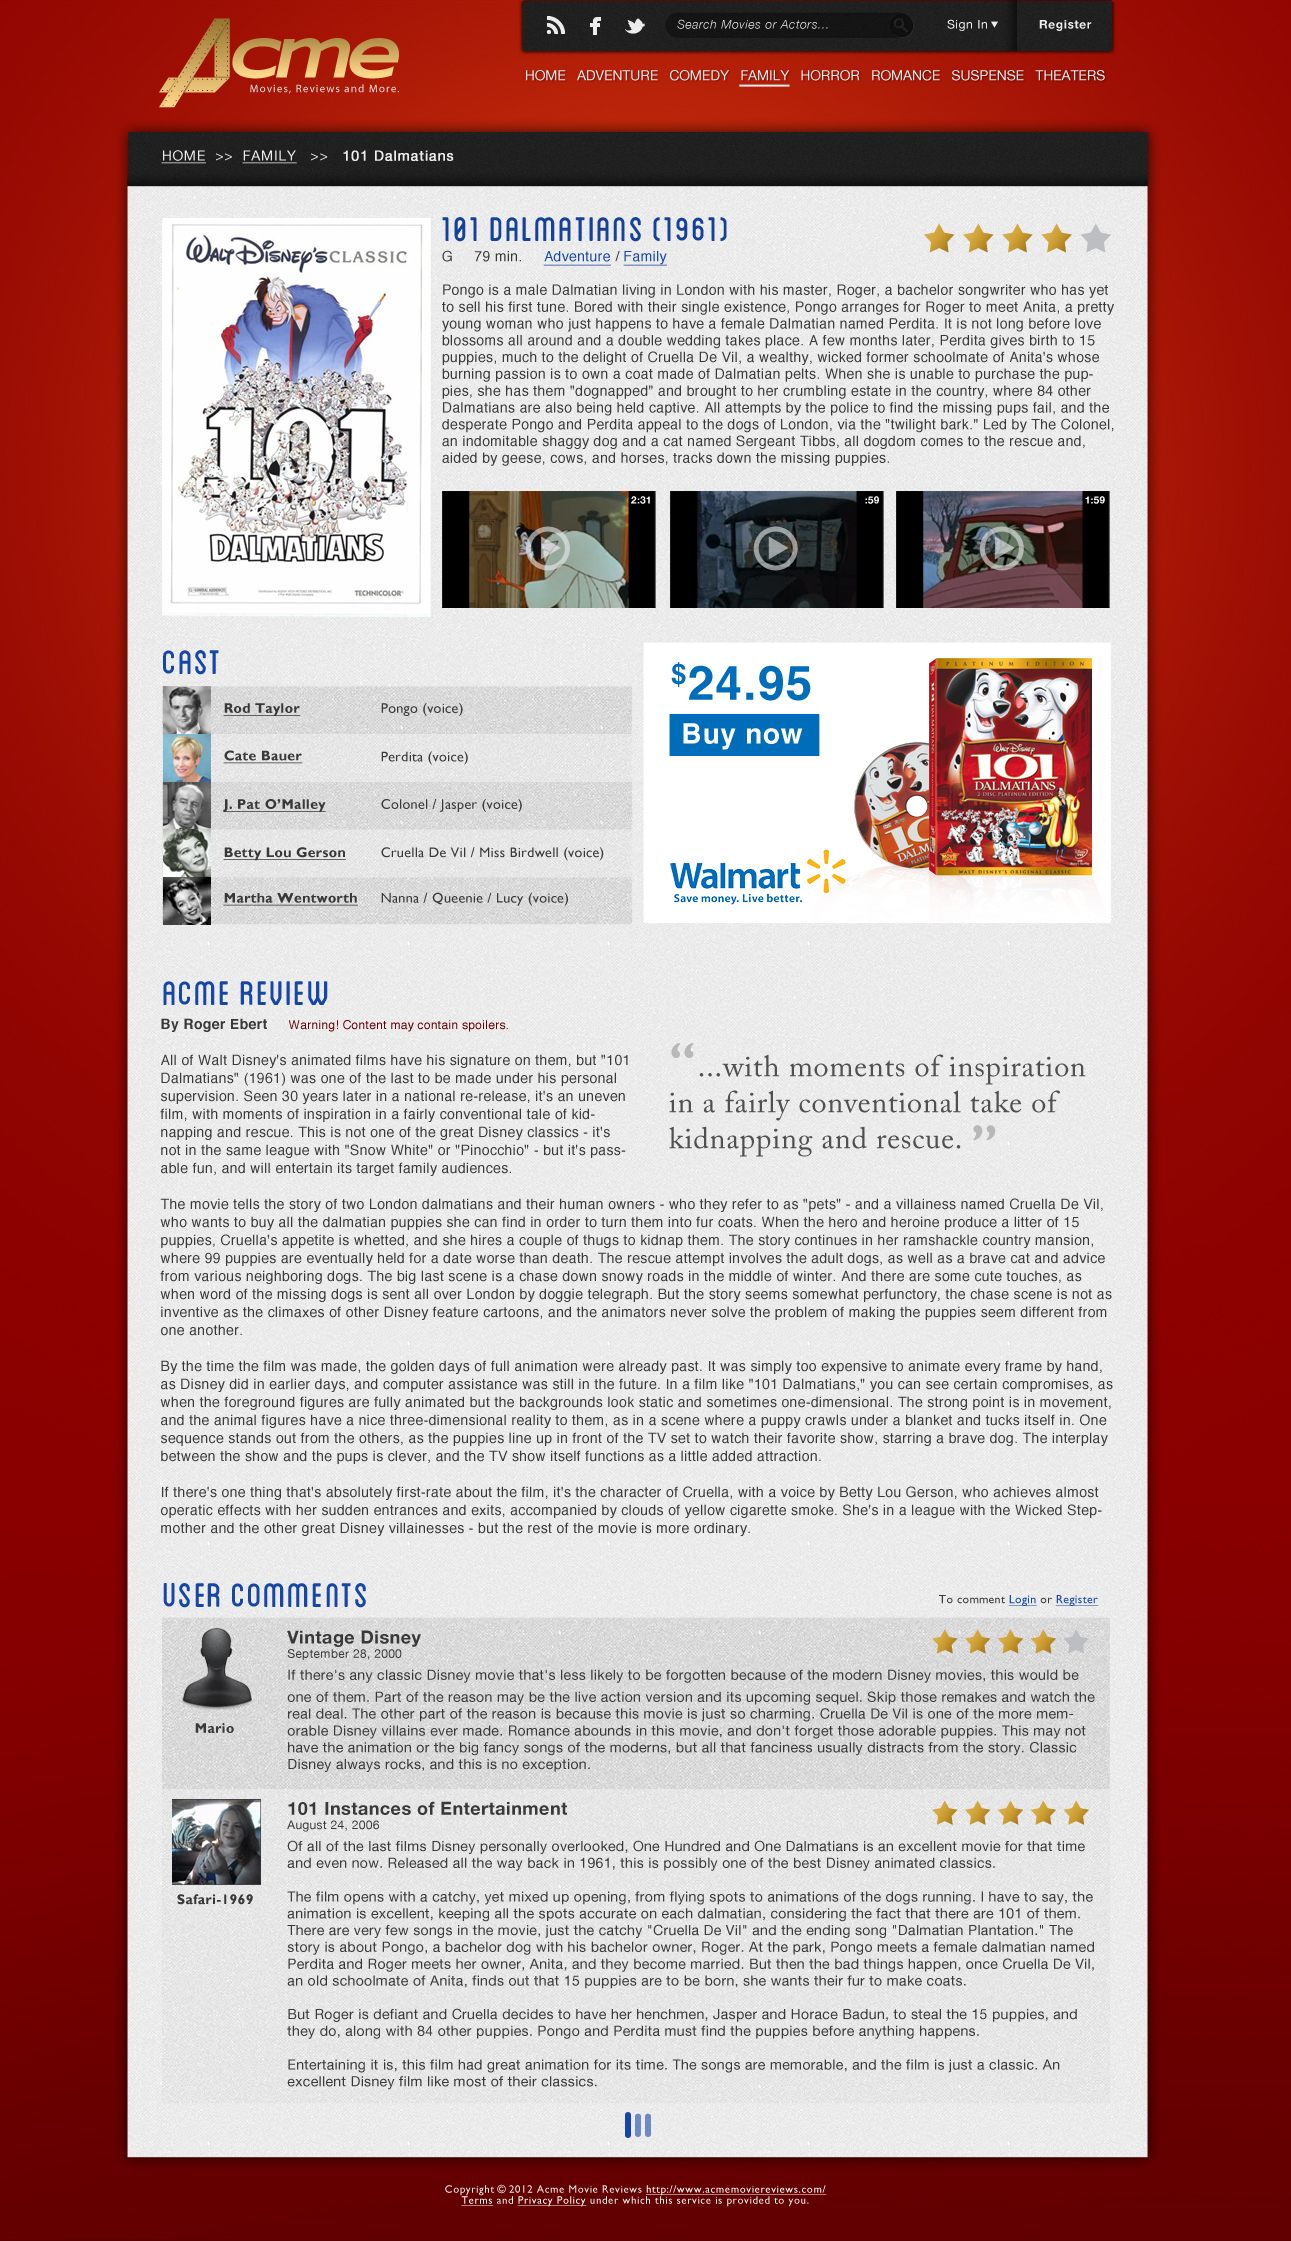 Acme
Movies, Reviews and More.
Search Movies or Actors...
Sign In
Register
HOME ADVENTURE COMEDY FAMILY HORROR ROMANCE SUSPENSE THEATERS
HOME >> FAMILY >> 101 Dalmatians
WALT DISNEY'S CLASSIC
101
DALMATIANS
TECHNICOLOR
101 DALMATIANS (1961)
G 79 min. Adventure / Family
Pongo is a male Dalmatian living in London with his master, Roger, a bachelor songwriter who has yet
to sell his first tune. Bored with their single existence, Pongo arranges for Roger to meet Anita, a pretty
young woman who just happens to have a female Dalmatian named Perdita. It is not long before love
blossoms all around and a double wedding takes place. A few months later, Perdita gives birth to 15
puppies, much to the delight of Cruella De Vil, a wealthy, wicked former schoolmate of Anita's whose
burning passion is to own a coat made of Dalmatian pelts. When she is unable to purchase the pup-
pies, she has them "dognapped" and brought to her crumbling estate in the country, where 84 other
Dalmatians are also being held captive. All attempts by the police to find the missing pups fail, and the
desperate Pongo and Perdita appeal to the dogs of London, via the "twilight bark." Led by The Colonel,
an indomitable shaggy dog and a cat named Sergeant Tibbs, all dogdom comes to the rescue and,
aided by geese, cows, and horses, tracks down the missing puppies.
2:31
:59
1:59
CAST
Rod Taylor Pongo (voice)
Cate Bauer Perdita (voice)
J. Pat O'Malley Colonel / Jasper (voice)
Betty Lou Gerson Cruella De Vil / Miss Birdwell (voice)
Martha Wentworth Nanna / Queenie / Lucy (voice)
$24.95
Buy now
Walmart
Save money. Live better.
PLATINUM EDITION
Walt Disney
101
DALMATIANS
2-DISC PLATINUM EDITION
WALT DISNEY'S ORIGINAL CLASSIC
ACME REVIEW
By Roger Ebert Warning! Content may contain spoilers.
All of Walt Disney's animated films have his signature on them, but "101
Dalmatians" (1961) was one of the last to be made under his personal
supervision. Seen 30 years later in a national re-release, it's an uneven
film, with moments of inspiration in a fairly conventional tale of kid-
napping and rescue. This is not one of the great Disney classics - it's
not in the same league with "Snow White" or "Pinocchio" - but it's pass-
able fun, and will entertain its target family audiences.
“ ...with moments of inspiration
in a fairly conventional take of
kidnapping and rescue. ”
The movie tells the story of two London dalmatians and their human owners - who they refer to as "pets" - and a villainess named Cruella De Vil,
who wants to buy all the dalmatian puppies she can find in order to turn them into fur coats. When the hero and heroine produce a litter of 15
puppies, Cruella's appetite is whetted, and she hires a couple of thugs to kidnap them. The story continues in her ramshackle country mansion,
where 99 puppies are eventually held for a date worse than death. The rescue attempt involves the adult dogs, as well as a brave cat and advice
from various neighboring dogs. The big last scene is a chase down snowy roads in the middle of winter. And there are some cute touches, as
when word of the missing dogs is sent all over London by doggie telegraph. But the story seems somewhat perfunctory, the chase scene is not as
inventive as the climaxes of other Disney feature cartoons, and the animators never solve the problem of making the puppies seem different from
one another.
By the time the film was made, the golden days of full animation were already past. It was simply too expensive to animate every frame by hand,
as Disney did in earlier days, and computer assistance was still in the future. In a film like "101 Dalmatians," you can see certain compromises, as
when the foreground figures are fully animated but the backgrounds look static and sometimes one-dimensional. The strong point is in movement,
and the animal figures have a nice three-dimensional reality to them, as in a scene where a puppy crawls under a blanket and tucks itself in. One
sequence stands out from the others, as the puppies line up in front of the TV set to watch their favorite show, starring a brave dog. The interplay
between the show and the pups is clever, and the TV show itself functions as a little added attraction.
If there's one thing that's absolutely first-rate about the film, it's the character of Cruella, with a voice by Betty Lou Gerson, who achieves almost
operatic effects with her sudden entrances and exits, accompanied by clouds of yellow cigarette smoke. She's in a league with the Wicked Step-
mother and the other great Disney villainesses - but the rest of the movie is more ordinary.
USER COMMENTS
To comment Login or Register
Mario
Vintage Disney
September 28, 2000
If there's any classic Disney movie that's less likely to be forgotten because of the modern Disney movies, this would be
one of them. Part of the reason may be the live action version and its upcoming sequel. Skip those remakes and watch the
real deal. The other part of the reason is because this movie is just so charming. Cruella De Vil is one of the more mem-
orable Disney villains ever made. Romance abounds in this movie, and don't forget those adorable puppies. This may not
have the animation or the big fancy songs of the moderns, but all that fanciness usually distracts from the story. Classic
Disney always rocks, and this is no exception.
Safari-1969
101 Instances of Entertainment
August 24, 2006
Of all of the last films Disney personally overlooked, One Hundred and One Dalmatians is an excellent movie for that time
and even now. Released all the way back in 1961, this is possibly one of the best Disney animated classics.
The film opens with a catchy, yet mixed up opening, from flying spots to animations of the dogs running. I have to say, the
animation is excellent, keeping all the spots accurate on each dalmatian, considering the fact that there are 101 of them.
There are very few songs in the movie, just the catchy "Cruella De Vil" and the ending song "Dalmatian Plantation." The
story is about Pongo, a bachelor dog with his bachelor owner, Roger. At the park, Pongo meets a female dalmatian named
Perdita and Roger meets her owner, Anita, and they become married. But then the bad things happen, once Cruella De Vil,
an old schoolmate of Anita, finds out that 15 puppies are to be born, she wants their fur to make coats.
But Roger is defiant and Cruella decides to have her henchmen, Jasper and Horace Badun, to steal the 15 puppies, and
they do, along with 84 other puppies. Pongo and Perdita must find the puppies before anything happens.
Entertaining it is, this film had great animation for its time. The songs are memorable, and the film is just a classic. An
excellent Disney film like most of their classics.
Copyright © 2012 Acme Movie Reviews http://www.acmemoviereviews.com/
Terms and Privacy Policy under which this service is provided to you.